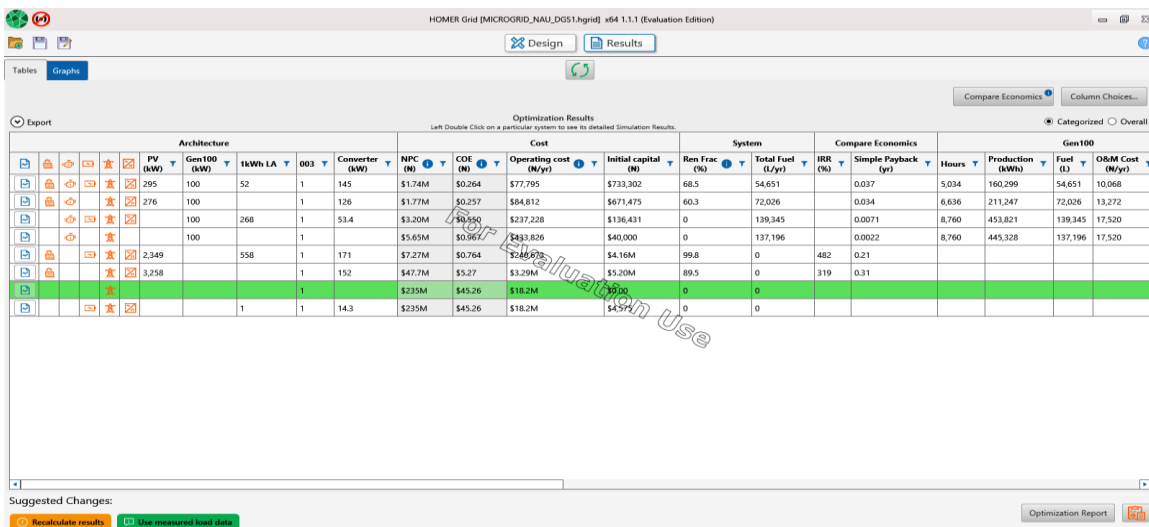 HOMER Grid [MICROGRID_NAU_DGS1.hgrid] x64 1.1.1 (Evaluation Edition)
Design Results
Tables Graphs
Compare Economics Column Choices...
Export Optimization Results Categorized Overall
Left Double Click on a particular system to see its detailed Simulation Results.
Architecture Cost System Compare Economics Gen100
PV (kW) Gen100 (kW) 1kWh LA 003 Converter (kW) NPC (N) COE (N) Operating cost (N/yr) Initial capital (N) Ren Frac (%) Total Fuel (L/yr) IRR (%) Simple Payback (yr) Hours Production (kWh) Fuel (L) O&M Cost (N/yr)
295 100 52 1 145 $1.74M $0.264 $77,795 $733,302 68.5 54,651 0.037 5,034 160,299 54,651 10,068
276 100 1 126 $1.77M $0.257 $84,812 $671,475 60.3 72,026 0.034 6,636 211,247 72,026 13,272
100 268 1 53.4 $3.20M $0.550 $237,228 $136,431 0 139,345 0.0071 8,760 453,821 139,345 17,520
100 1 $5.65M $0.967 $433,826 $40,000 0 137,196 0.0022 8,760 445,328 137,196 17,520
2,349 558 1 171 $7.27M $0.764 $240,673 $4.16M 99.8 0 482 0.21
3,258 1 152 $47.7M $5.27 $3.29M $5.20M 89.5 0 319 0.31
1 $235M $45.26 $18.2M $0.00 0 0
1 1 14.3 $235M $45.26 $18.2M $4,575 0 0
For Evaluation Use
Suggested Changes:
Recalculate results Use measured load data Optimization Report